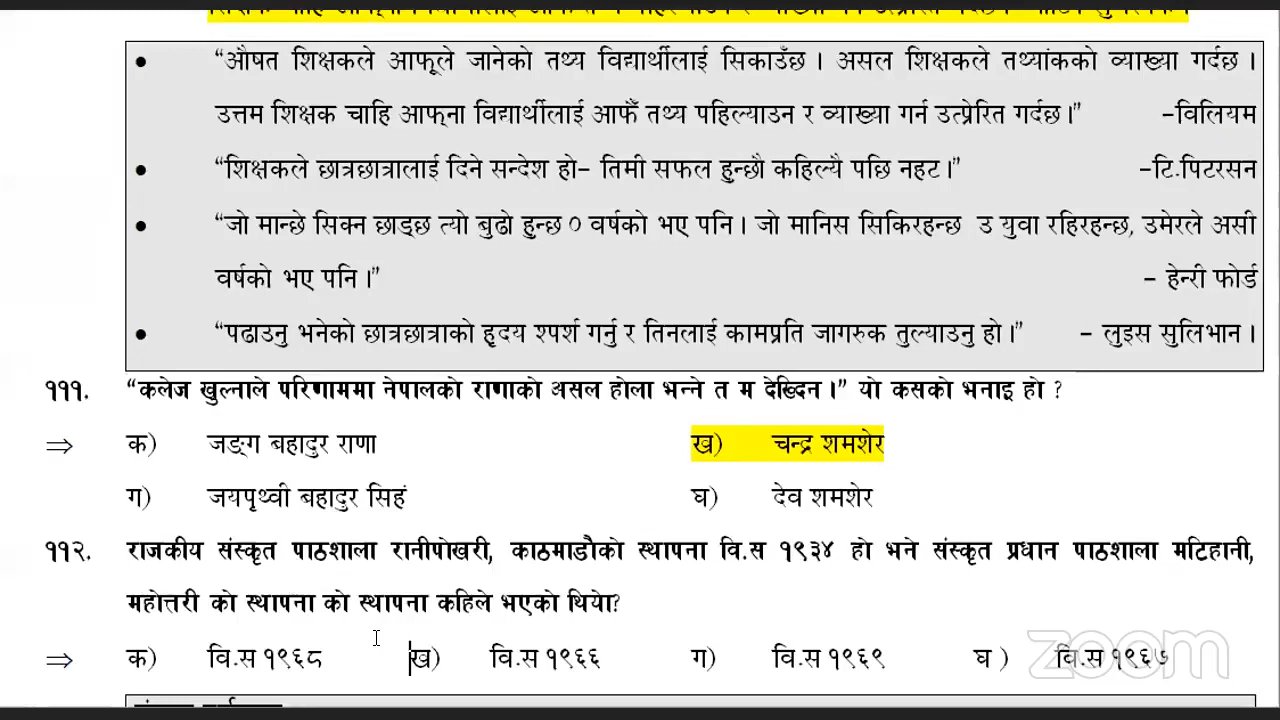 • “औषत शिक्षकले आफूले जानेको तथ्य विद्यार्थीलाई सिकाउँछ । असल शिक्षकले तथ्यांकको व्याख्या गर्दछ ।
उत्तम शिक्षक चाहि आफ्ना विद्यार्थीलाई आफैँ तथ्य पहिल्याउन र व्याख्या गर्न उत्प्रेरित गर्दछ ।” –विलियम
• “शिक्षकले छात्रछात्रालाई दिने सन्देश हो– तिमी सफल हुन्छौ कहिल्यै पछि नहट ।” –टि.पिटरसन
• “जो मान्छे सिक्न छाड्छ त्यो बुढो हुन्छ ० वर्षको भए पनि । जो मानिस सिकिरहन्छ उ युवा रहिरहन्छ, उमेरले असी
वर्षको भए पनि ।” – हेन्री फोर्ड
• “पढाउनु भनेको छात्रछात्राको हृदय श्पर्श गर्नु र तिनलाई कामप्रति जागरुक तुल्याउनु हो ।” – लुइस सुलिभान ।
१११. “कलेज खुल्नाले परिणाममा नेपालको राणाको असल होला भन्ने त म देख्दिन ।” यो कसको भनाइ हो ?
⇒ क) जङ्ग बहादुर राणा ख) चन्द्र शमशेर
ग) जयपृथ्वी बहादुर सिहं घ) देव शमशेर
११२. राजकीय संस्कृत पाठशाला रानीपोखरी, काठमाडौको स्थापना वि.स १९३४ हो भने संस्कृत प्रधान पाठशाला मटिहानी,
महोत्तरी को स्थापना को स्थापना कहिले भएको थियो?
⇒ क) वि.स १९६८ ख) वि.स १९६६ ग) वि.स १९६९ घ ) वि.स १९६७
zoom